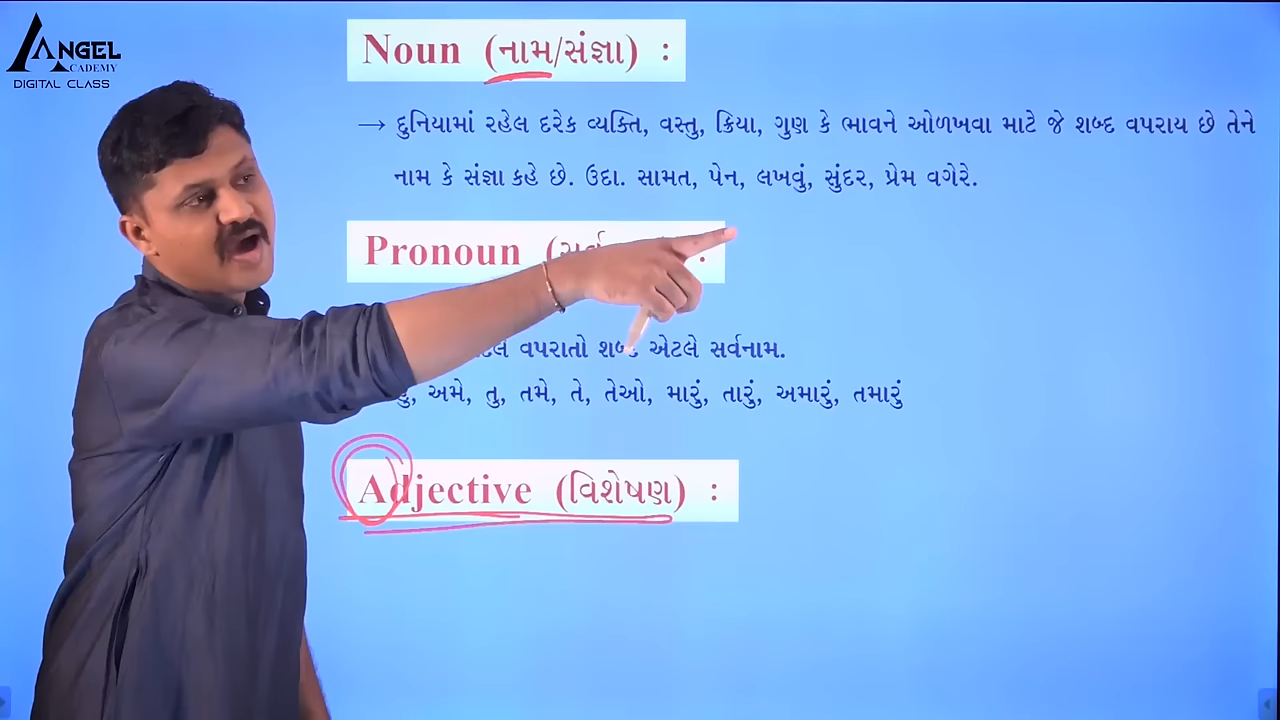 ANGEL
ACADEMY
DIGITAL CLASS
Noun (નામ/સંજ્ઞા) :
→ દુનિયામાં રહેલ દરેક વ્યક્તિ, વસ્તુ, ક્રિયા, ગુણ કે ભાવને ઓળખવા માટે જે શબ્દ વપરાય છે તેને
નામ કે સંજ્ઞા કહે છે. ઉદા. સામત, પેન, લખવું, સુંદર, પ્રેમ વગેરે.
Pronoun :
વપરાતો શબ્દ એટલે સર્વનામ.
અમે, તુ, તમે, તે, તેઓ, મારું, તારું, અમારું, તમારું
Adjective (વિશેષણ) :